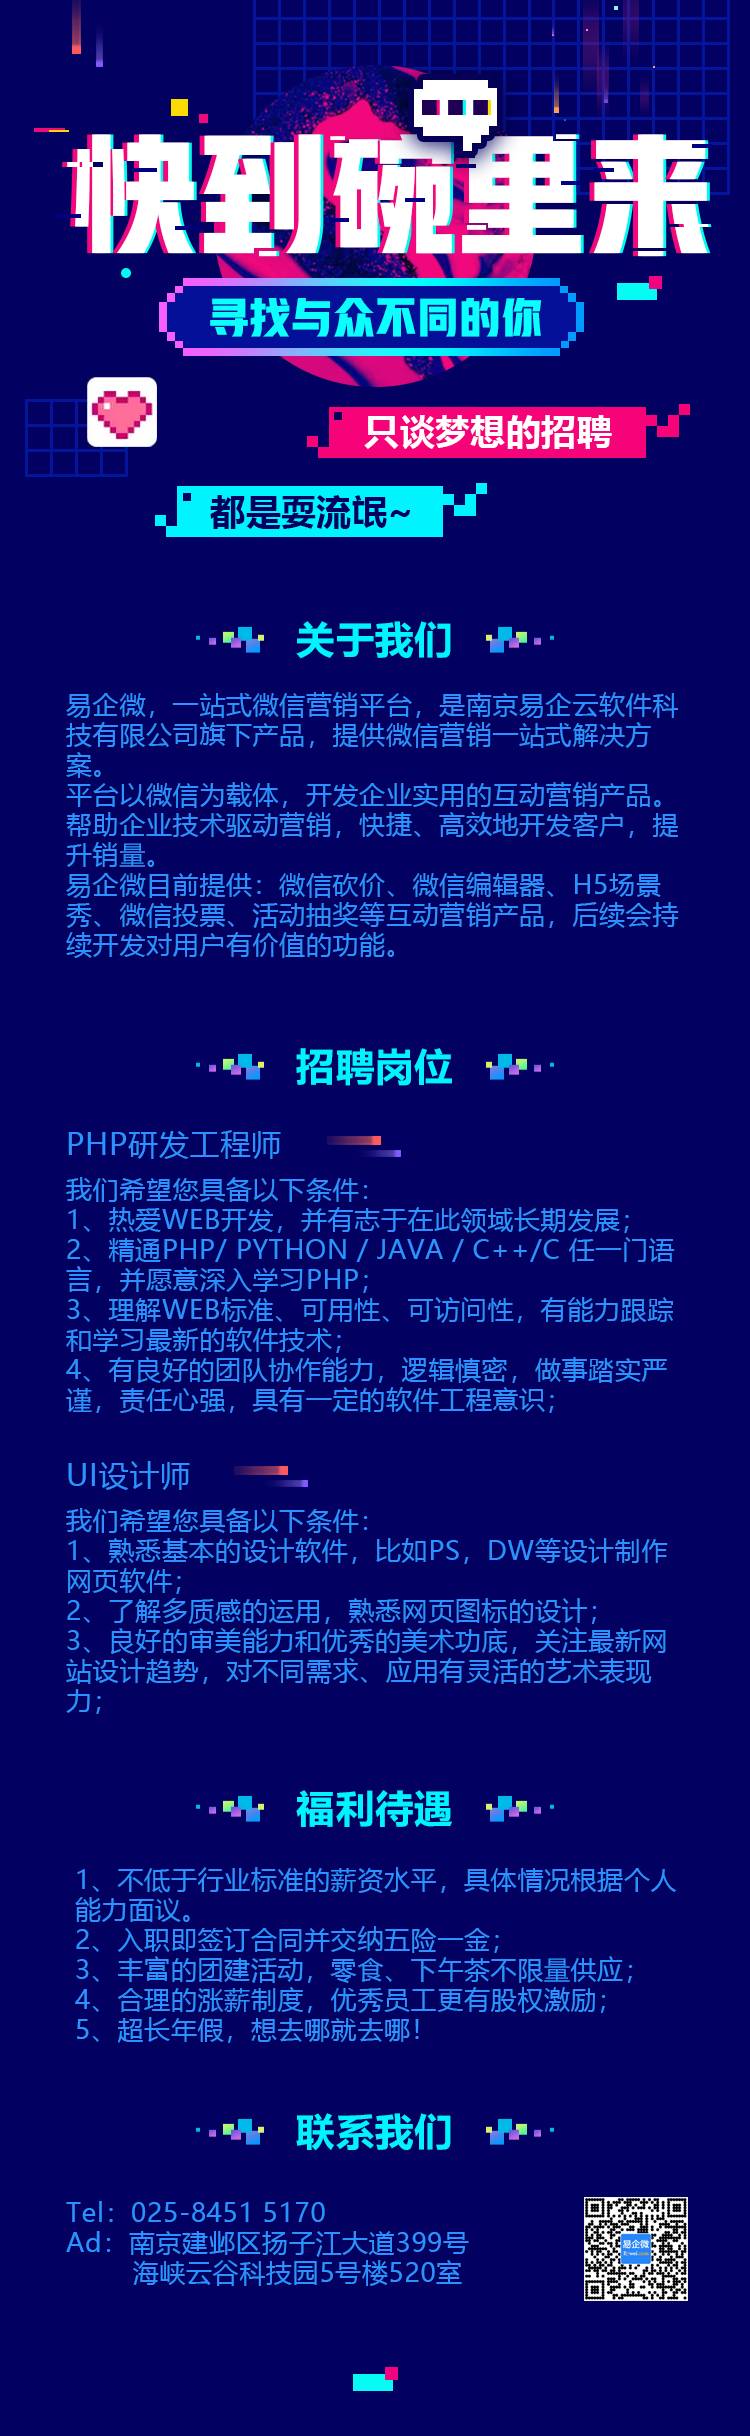 快到碗里来
寻找与众不同的你
只谈梦想的招聘
都是耍流氓~
关于我们
易企微，一站式微信营销平台，是南京易企云软件科
技有限公司旗下产品，提供微信营销一站式解决方
案。
平台以微信为载体，开发企业实用的互动营销产品。
帮助企业技术驱动营销，快捷、高效地开发客户，提
升销量。
易企微目前提供：微信砍价、微信编辑器、H5场景
秀、微信投票、活动抽奖等互动营销产品，后续会持
续开发对用户有价值的功能。
招聘岗位
PHP研发工程师
我们希望您具备以下条件：
1、热爱WEB开发，并有志于在此领域长期发展；
2、精通PHP/ PYTHON / JAVA / C++/C 任一门语
言，并愿意深入学习PHP；
3、理解WEB标准、可用性、可访问性，有能力跟踪
和学习最新的软件技术；
4、有良好的团队协作能力，逻辑慎密，做事踏实严
谨，责任心强，具有一定的软件工程意识；
UI设计师
我们希望您具备以下条件：
1、熟悉基本的设计软件，比如PS，DW等设计制作
网页软件；
2、了解多质感的运用，熟悉网页图标的设计；
3、良好的审美能力和优秀的美术功底，关注最新网
站设计趋势，对不同需求、应用有灵活的艺术表现
力；
福利待遇
1、不低于行业标准的薪资水平，具体情况根据个人
能力面议。
2、入职即签订合同并交纳五险一金；
3、丰富的团建活动，零食、下午茶不限量供应；
4、合理的涨薪制度，优秀员工更有股权激励；
5、超长年假，想去哪就去哪！
联系我们
Tel：025-8451 5170
Ad：南京建邺区扬子江大道399号
海峡云谷科技园5号楼520室
易企微